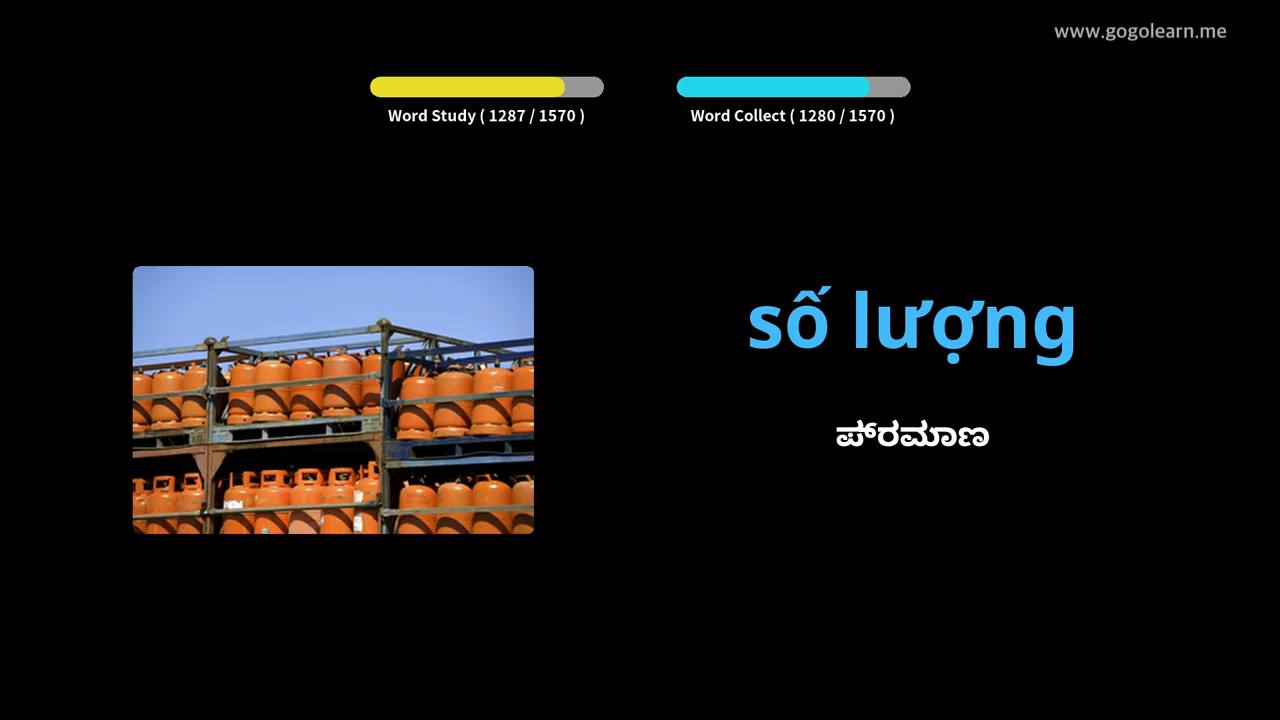 www.gogolearn.me
Word Study ( 1287 / 1570 )
Word Collect ( 1280 / 1570 )
số lượng
ಪ್ರಮಾಣ